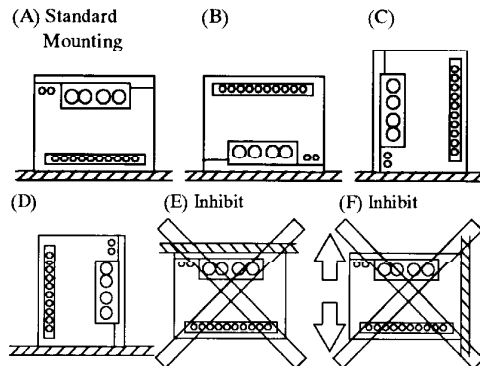 (A) Standard
Mounting
(B)
(C)
(D)
(E) Inhibit
(F) Inhibit